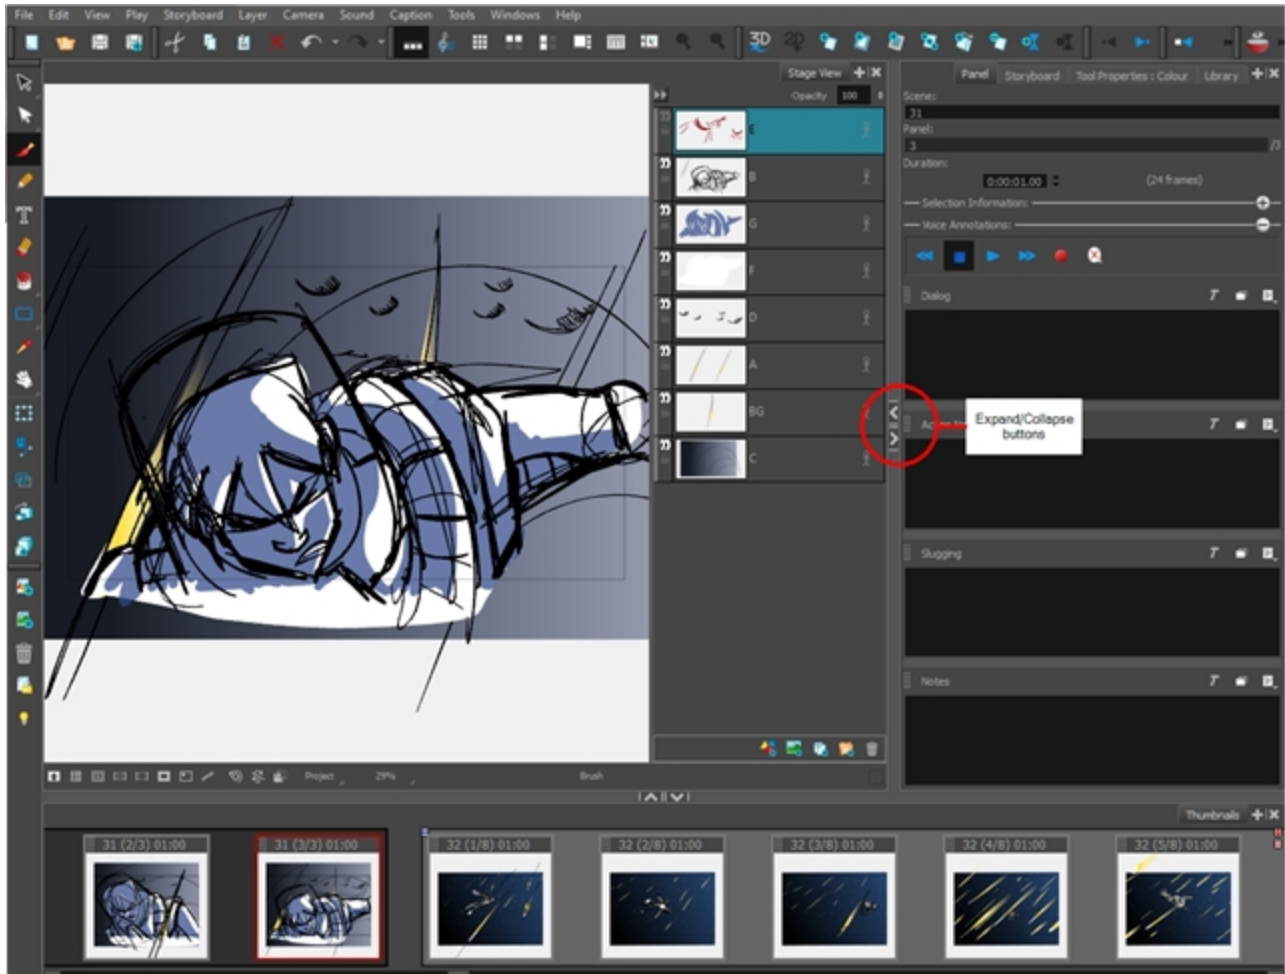 File Edit View Play Storyboard Layer Camera Sound Caption Tools Windows Help
3D 2D
Stage View
Opacity 100
E
B
G
F
D
A
BG
C
Panel Storyboard Tool Properties : Colour Library
Scene:
31
Panel:
3 /3
Duration:
0:00:01.00 (24 frames)
Selection Information:
Voice Annotations:
Dialog
Expand/Collapse
buttons
Slugging
Notes
Project 29% Brush
Thumbnails
31 (2/3) 01:00 31 (3/3) 01:00 32 (1/8) 01:00 32 (2/8) 01:00 32 (3/8) 01:00 32 (4/8) 01:00 32 (5/8) 01:00